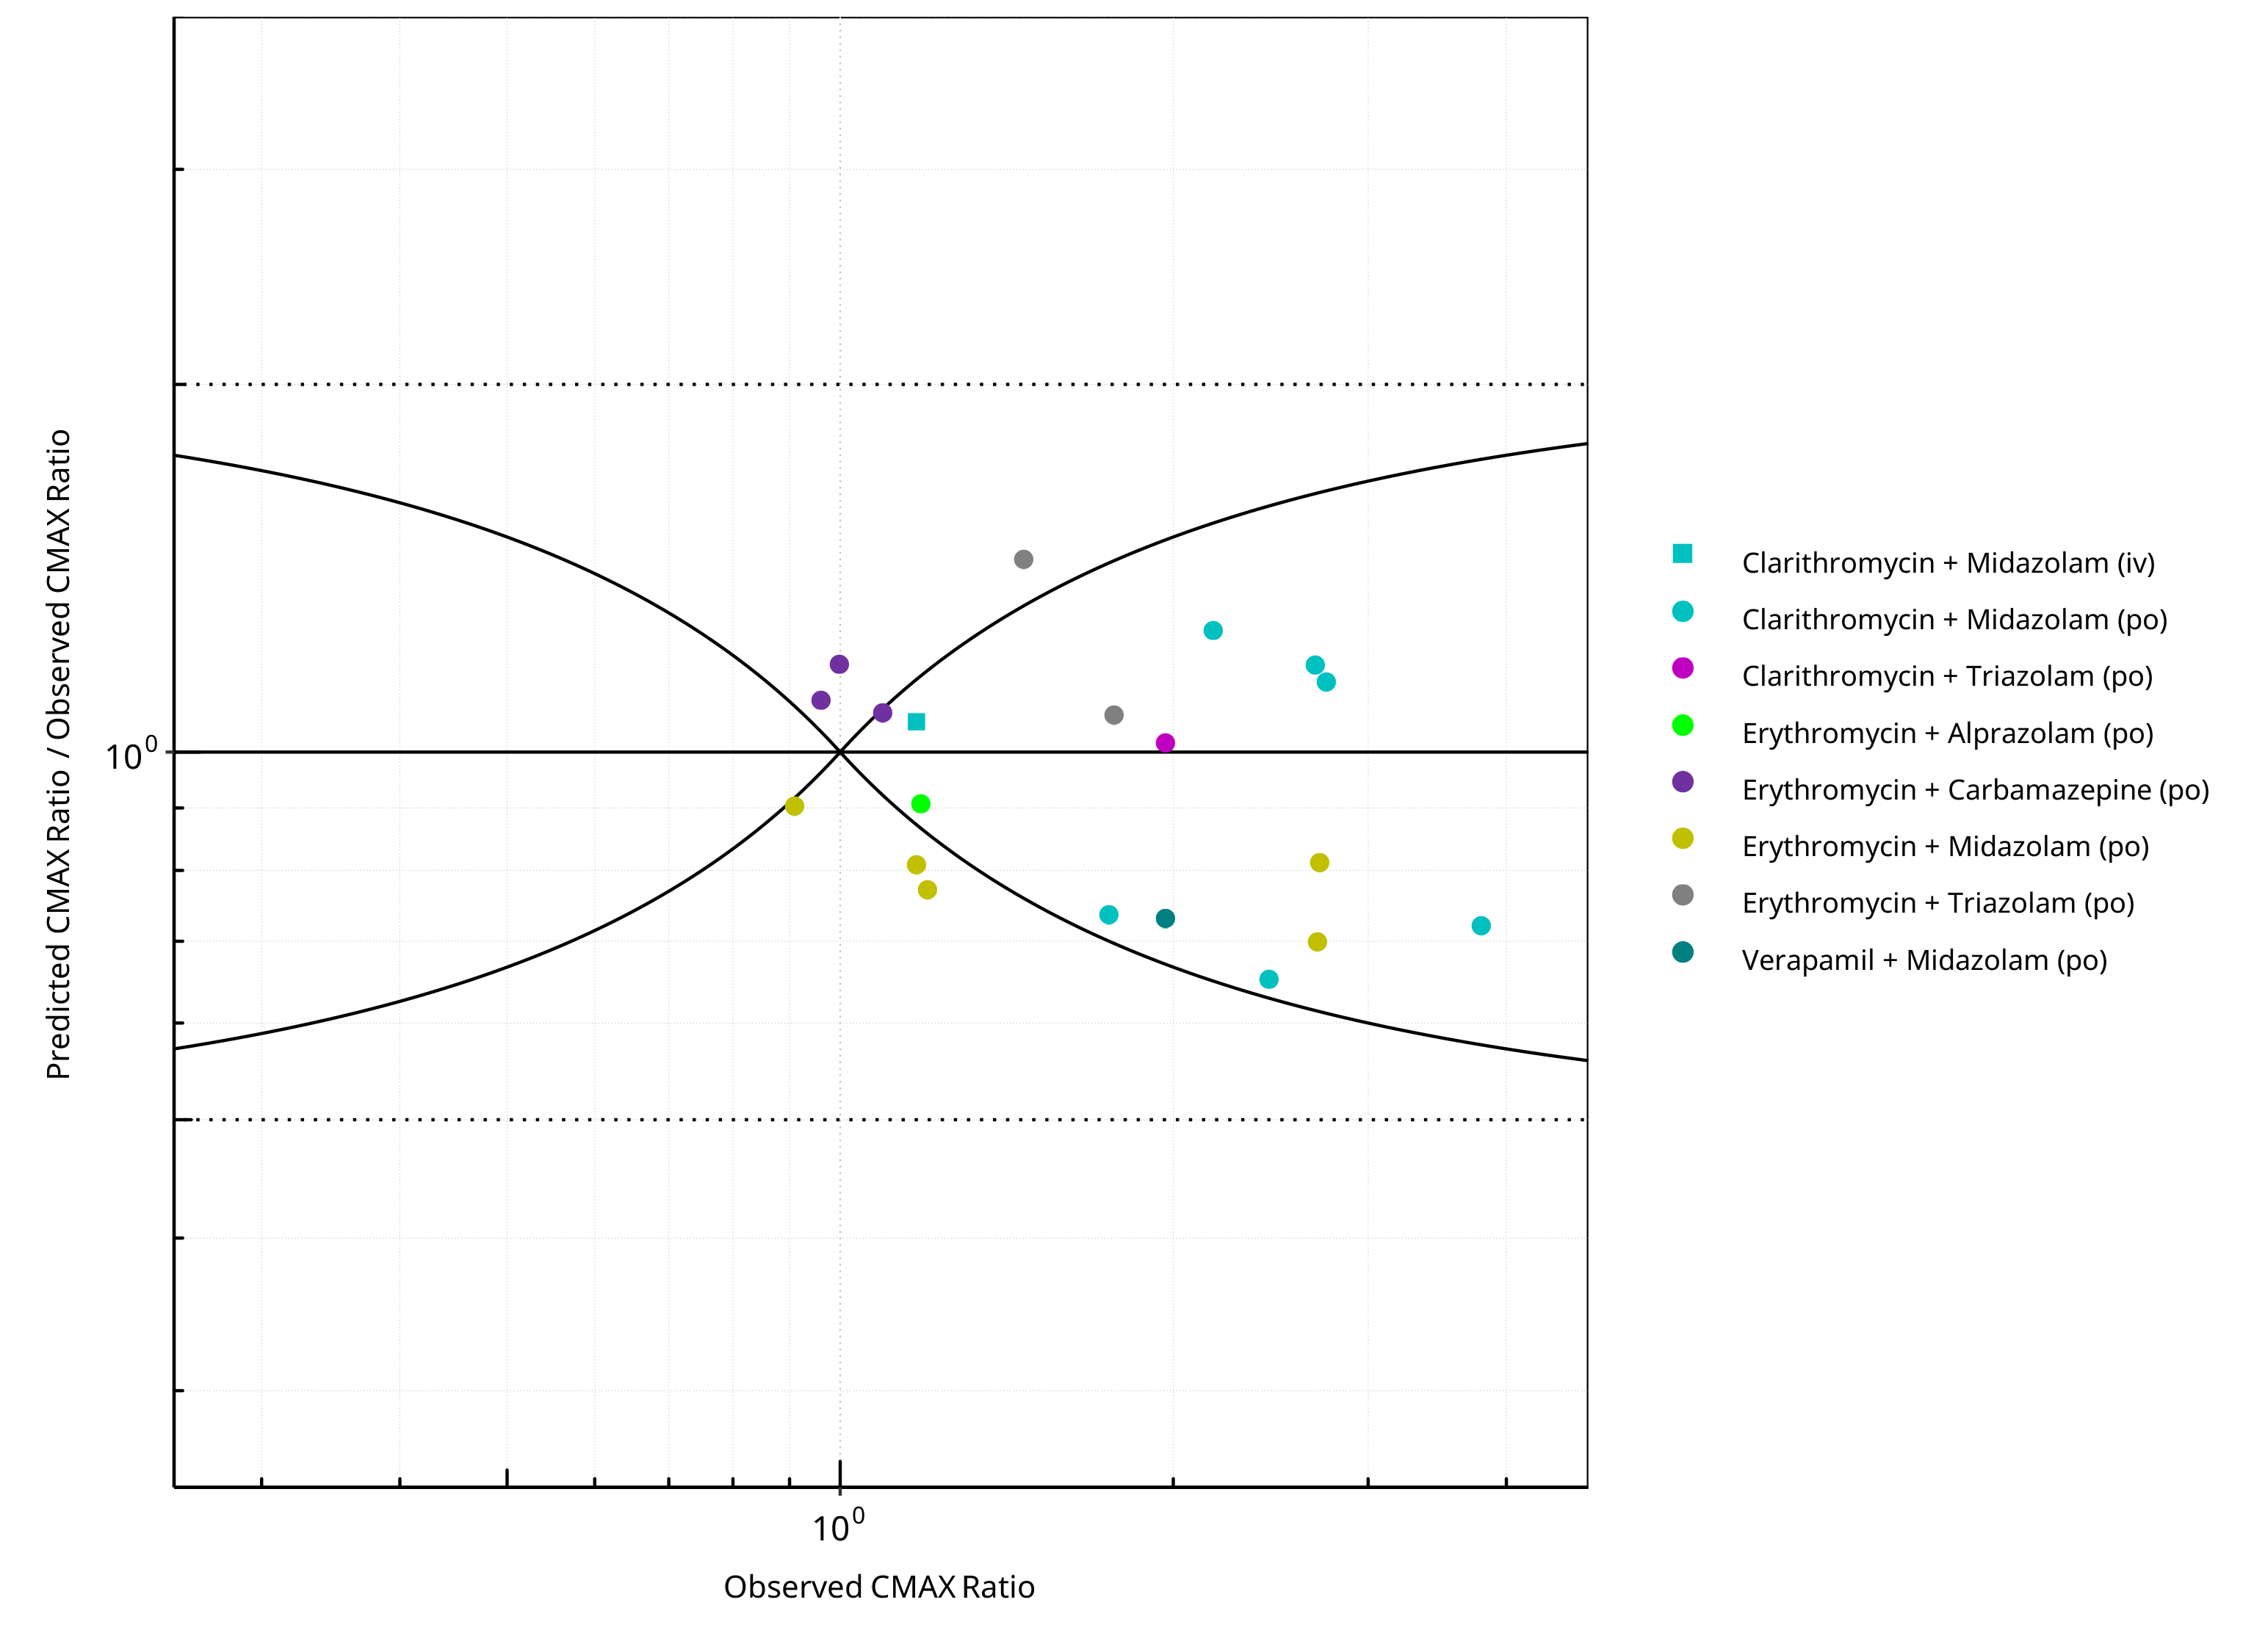 Predicted CMAX Ratio / Observed CMAX Ratio
10⁰
10⁰
Observed CMAX Ratio
Clarithromycin + Midazolam (iv)
Clarithromycin + Midazolam (po)
Clarithromycin + Triazolam (po)
Erythromycin + Alprazolam (po)
Erythromycin + Carbamazepine (po)
Erythromycin + Midazolam (po)
Erythromycin + Triazolam (po)
Verapamil + Midazolam (po)